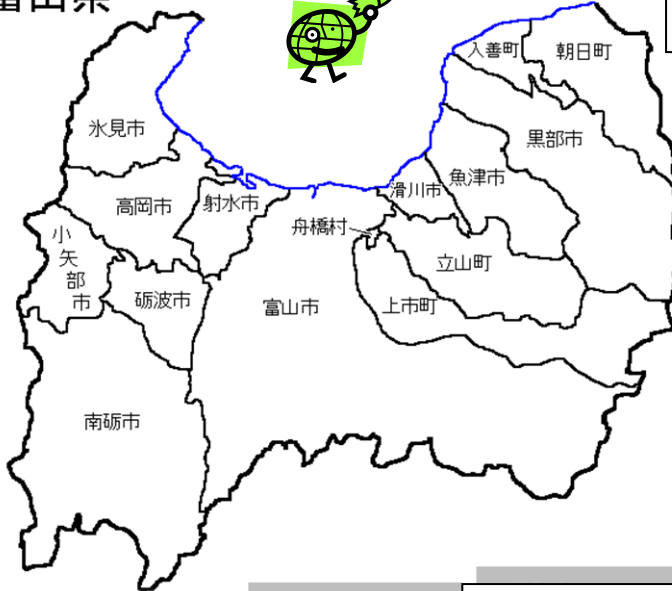 富山県
入善町
朝日町
氷見市
黒部市
魚津市
滑川市
高岡市
射水市
舟橋村
小矢部市
立山町
砺波市
富山市
上市町
南砺市